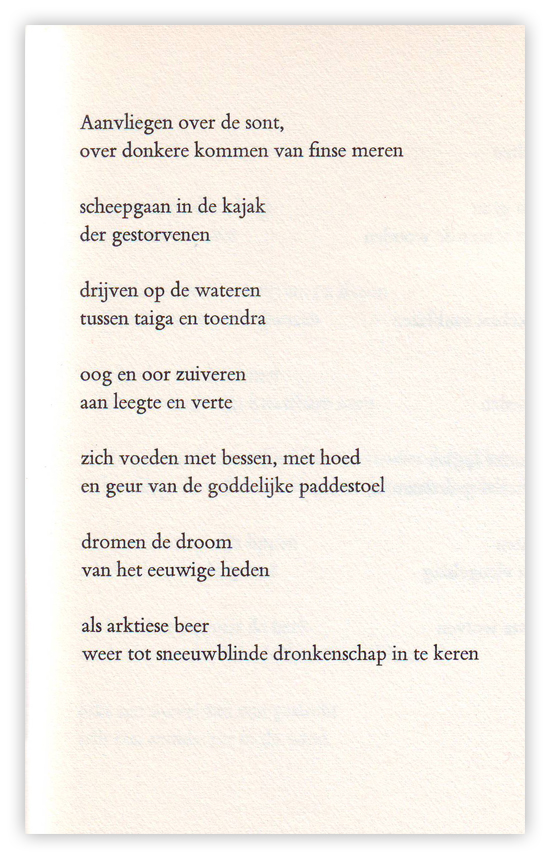 Aanvliegen over de sont,
over donkere kommen van finse meren
scheepgaan in de kajak
der gestorvenen
drijven op de wateren
tussen taiga en toendra
oog en oor zuiveren
aan leegte en verte
zich voeden met bessen, met hoed
en geur van de goddelijke paddestoel
dromen de droom
van het eeuwige heden
als arktiese beer
weer tot sneeuwblinde dronkenschap in te keren